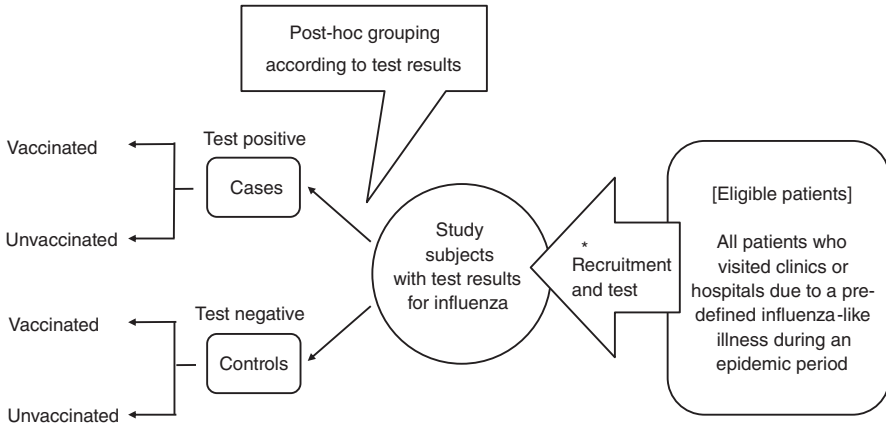 Post-hoc grouping
according to test results
Vaccinated
Test positive
Cases
Unvaccinated
Vaccinated
Test negative
Controls
Unvaccinated
Study
subjects
with test results
for influenza
*
Recruitment
and test
[Eligible patients]
All patients who
visited clinics or
hospitals due to a pre-
defined influenza-like
illness during an
epidemic period